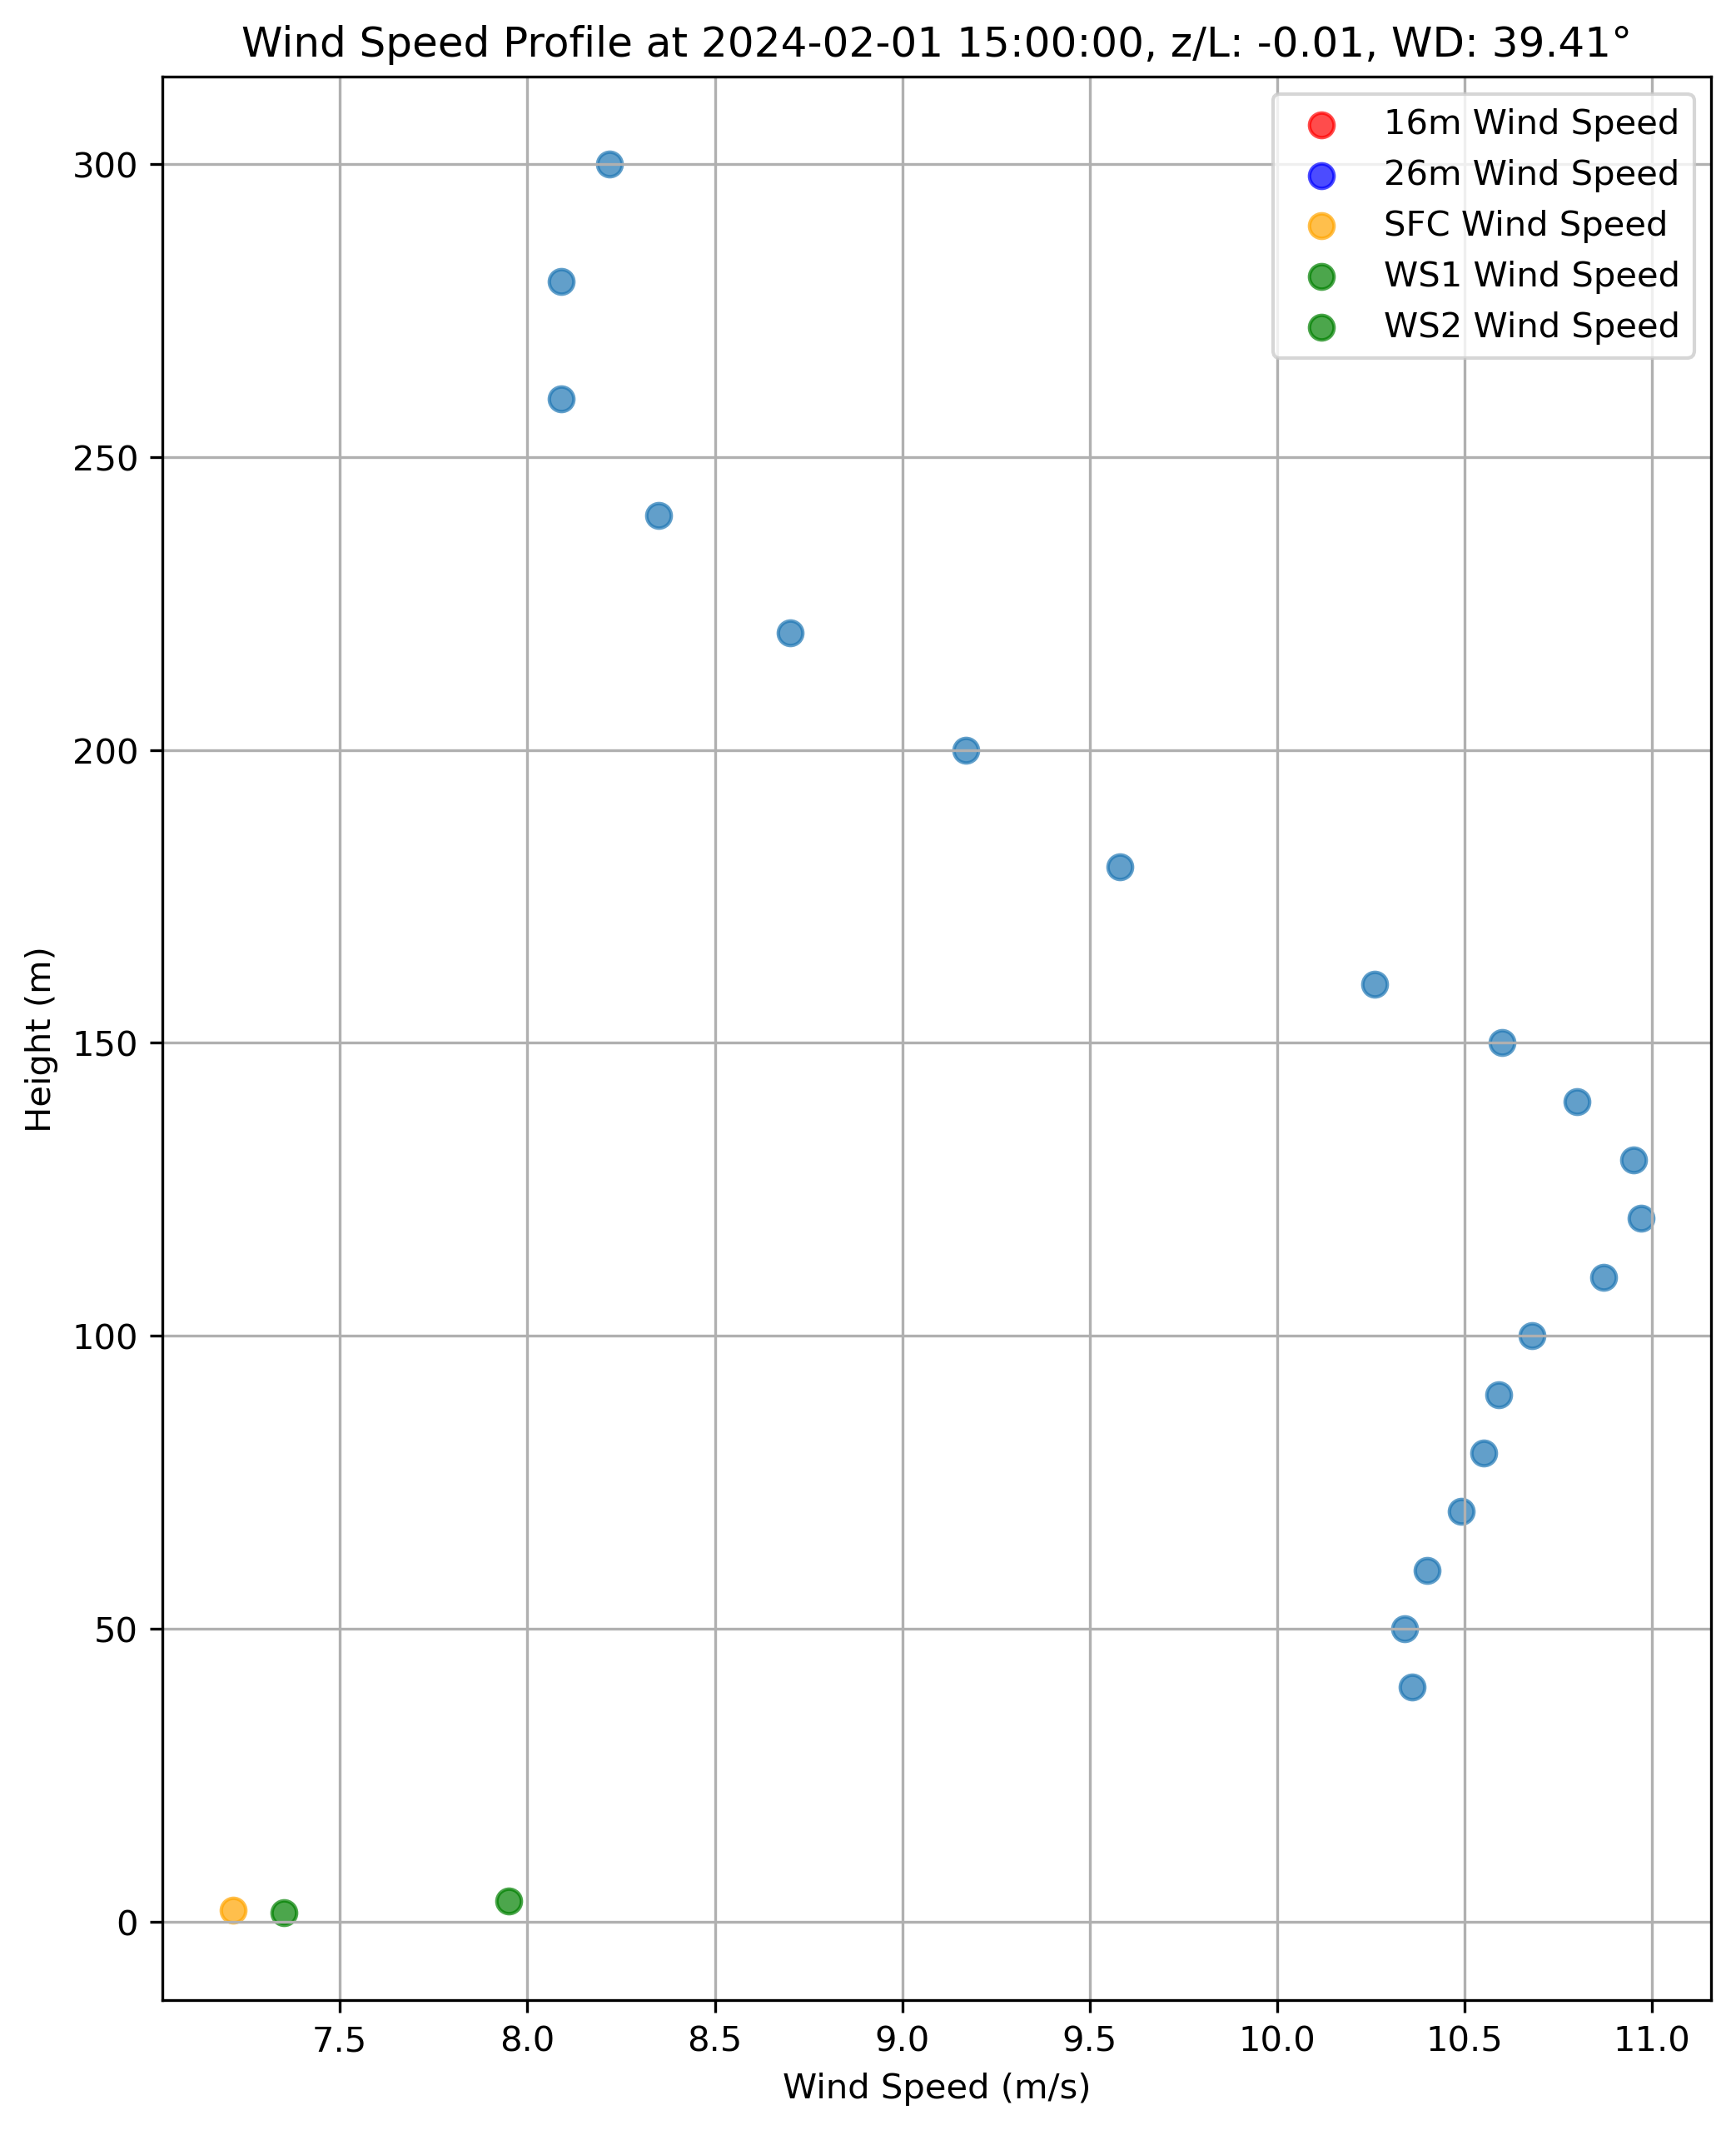 Wind Speed Profile at 2024-02-01 15:00:00, z/L: -0.01, WD: 39.41°
16m Wind Speed
26m Wind Speed
SFC Wind Speed
WS1 Wind Speed
WS2 Wind Speed
300
250
200
150
100
50
0
Height (m)
7.5 8.0 8.5 9.0 9.5 10.0 10.5 11.0
Wind Speed (m/s)